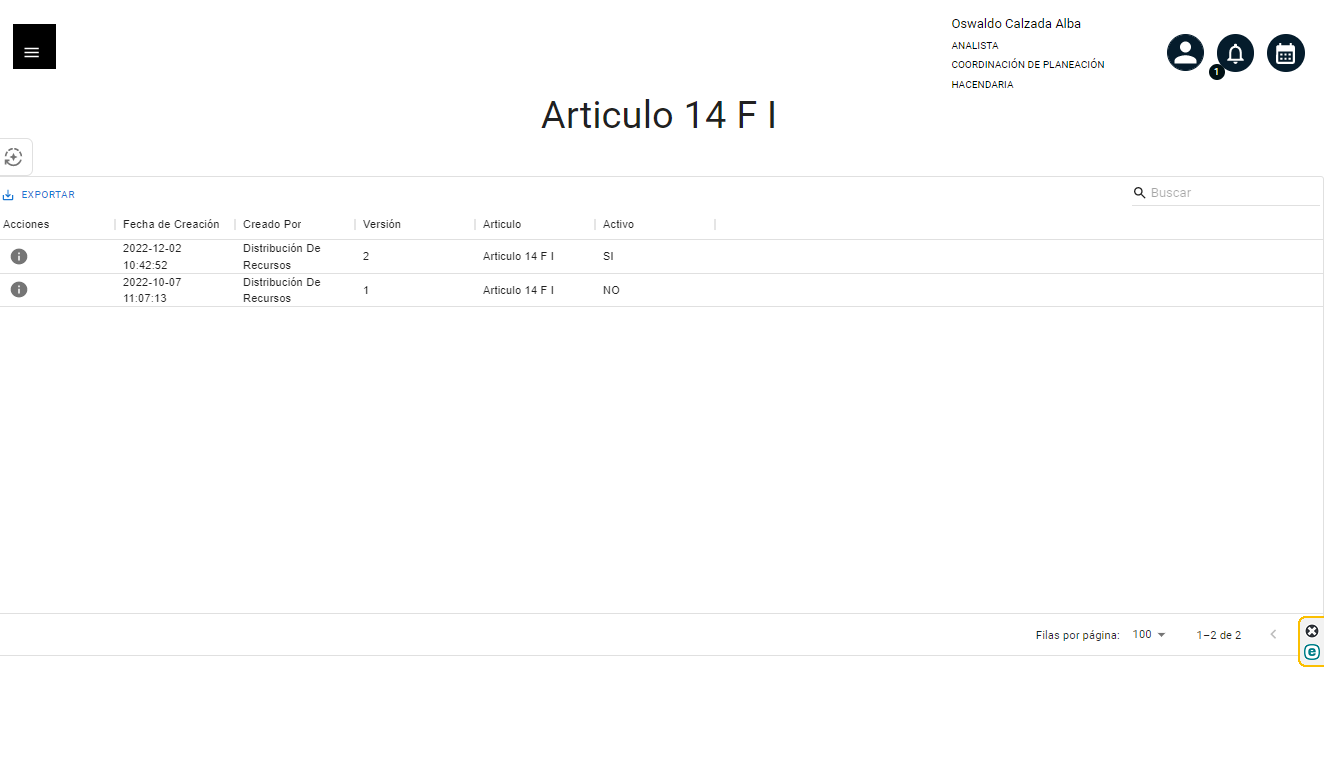 Oswaldo Calzada Alba
ANALISTA
COORDINACIÓN DE PLANEACIÓN
HACENDARIA
1
Articulo 14 F I
EXPORTAR
Buscar
Acciones Fecha de Creación Creado Por Versión Articulo Activo
2022-12-02 10:42:52 Distribución De Recursos 2 Articulo 14 F I SI
2022-10-07 11:07:13 Distribución De Recursos 1 Articulo 14 F I NO
Filas por página: 100 1–2 de 2
e